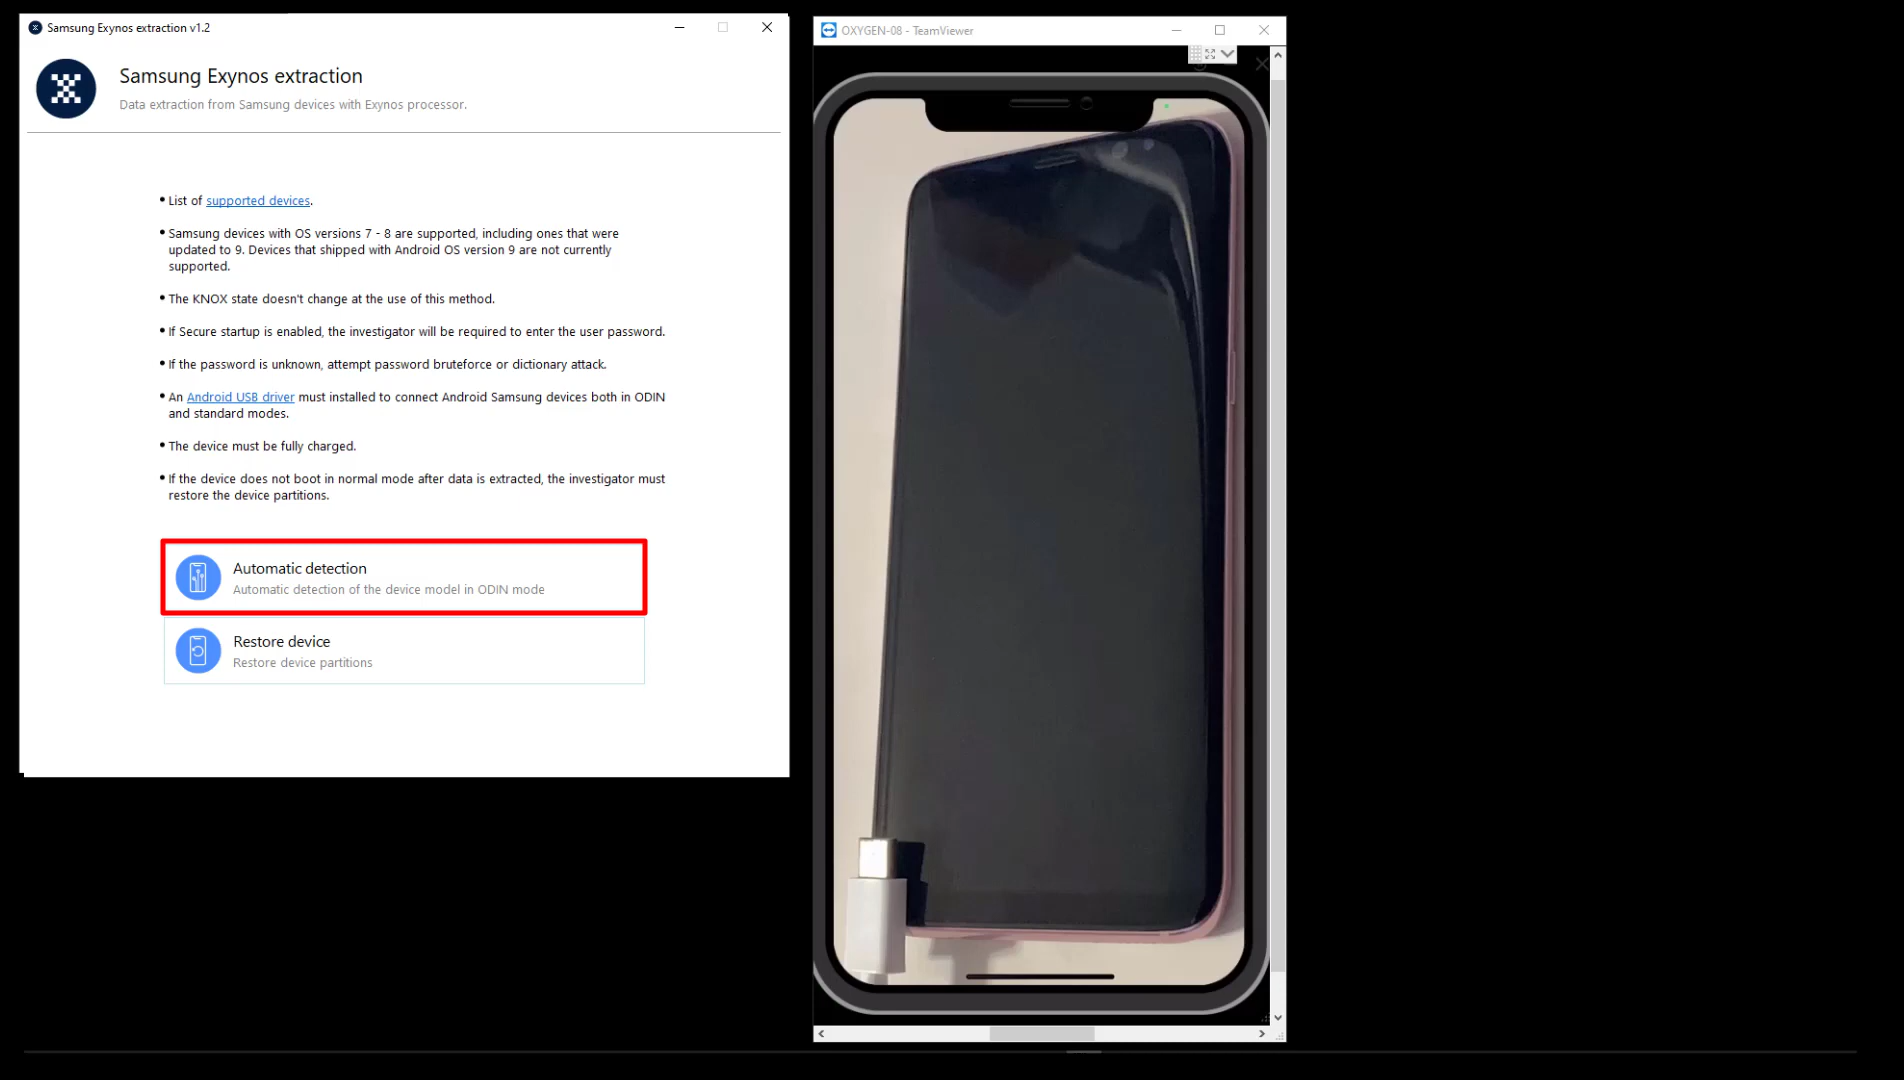 Samsung Exynos extraction v1.2
Samsung Exynos extraction
Data extraction from Samsung devices with Exynos processor.
• List of supported devices.
• Samsung devices with OS versions 7 - 8 are supported, including ones that were
updated to 9. Devices that shipped with Android OS version 9 are not currently
supported.
• The KNOX state doesn't change at the use of this method.
• If Secure startup is enabled, the investigator will be required to enter the user password.
• If the password is unknown, attempt password bruteforce or dictionary attack.
• An Android USB driver must installed to connect Android Samsung devices both in ODIN
and standard modes.
• The device must be fully charged.
• If the device does not boot in normal mode after data is extracted, the investigator must
restore the device partitions.
Automatic detection
Automatic detection of the device model in ODIN mode
Restore device
Restore device partitions
OXYGEN-08 - TeamViewer